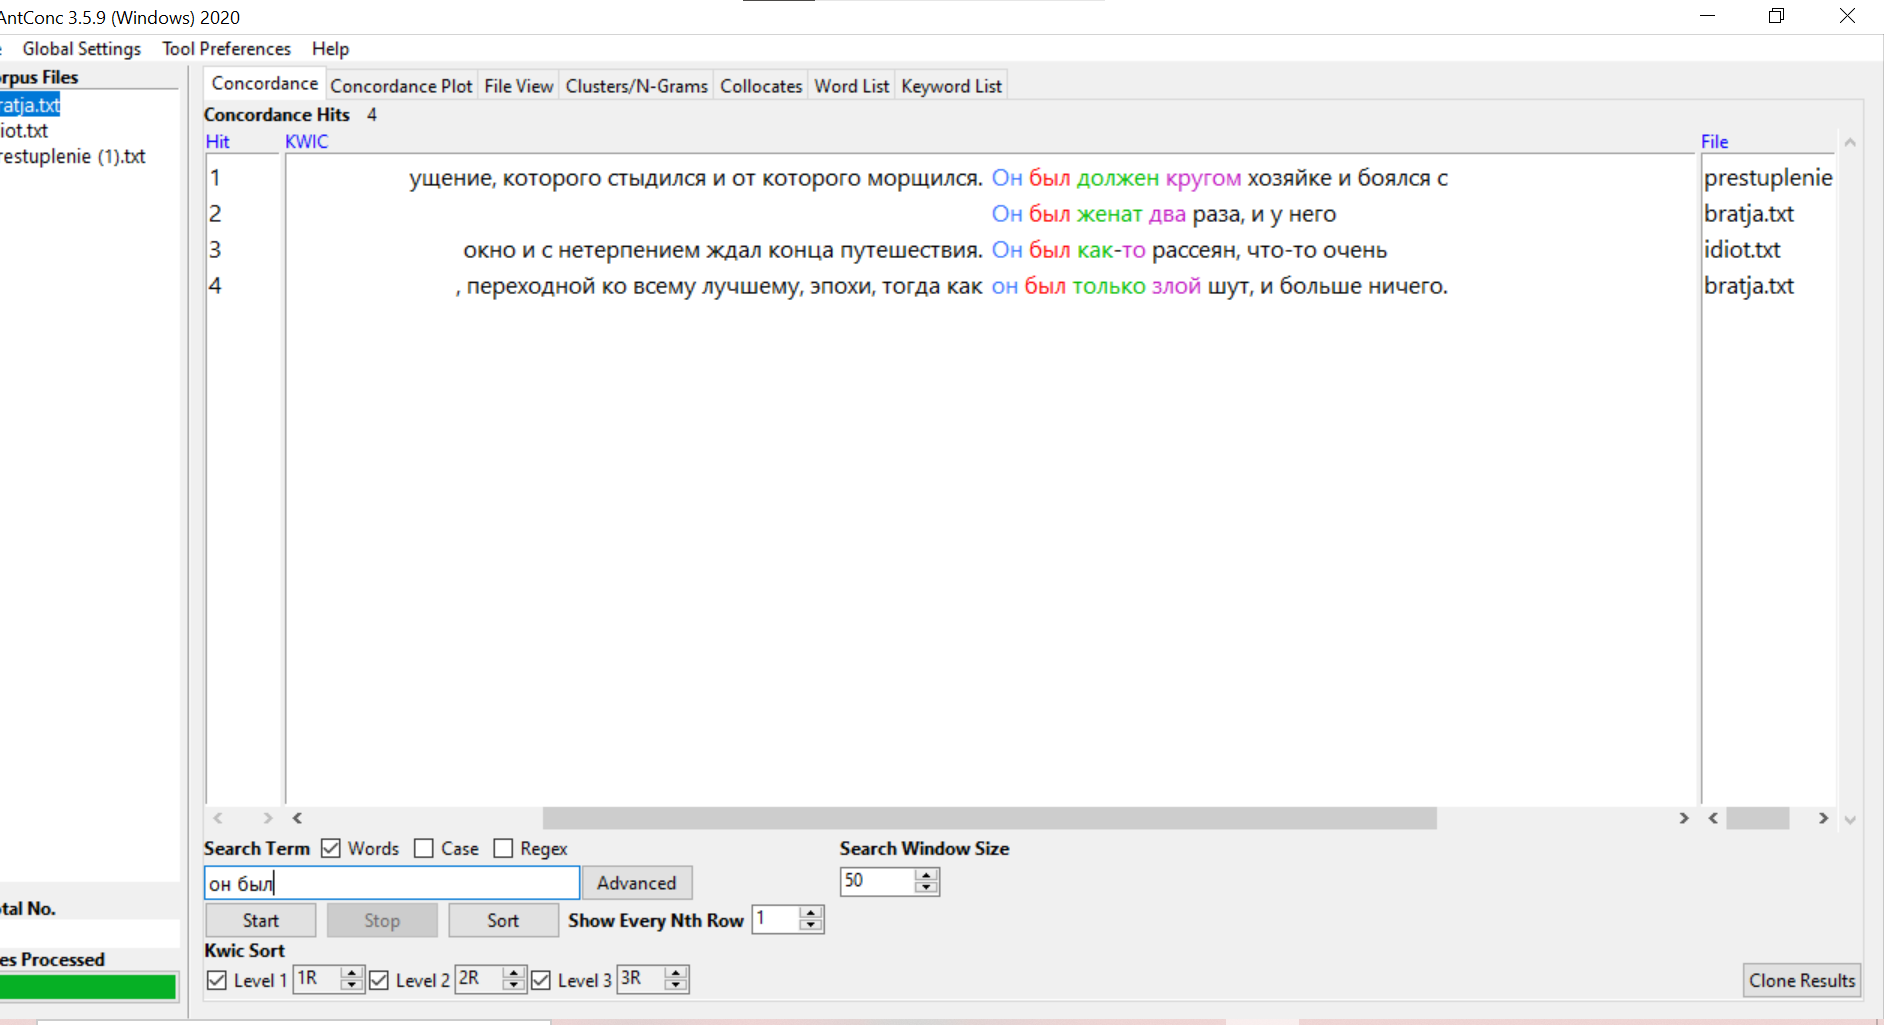 AntConc 3.5.9 (Windows) 2020
Global Settings Tool Preferences Help
rpus Files
ratja.txt
iot.txt
restuplenie (1).txt
Concordance Concordance Plot File View Clusters/N-Grams Collocates Word List Keyword List
Concordance Hits 4
Hit KWIC File
1 ущение, которого стыдился и от которого морщился. Он был должен кругом хозяйке и боялся с prestuplenie
2 Он был женат два раза, и у него bratja.txt
3 окно и с нетерпением ждал конца путешествия. Он был как-то рассеян, что-то очень idiot.txt
4 , переходной ко всему лучшему, эпохи, тогда как он был только злой шут, и больше ничего. bratja.txt
Search Term Words Case Regex Search Window Size
он был Advanced 50
tal No.
Start Stop Sort Show Every Nth Row 1
es Processed
Kwic Sort
Level 1 1R Level 2 2R Level 3 3R Clone Results